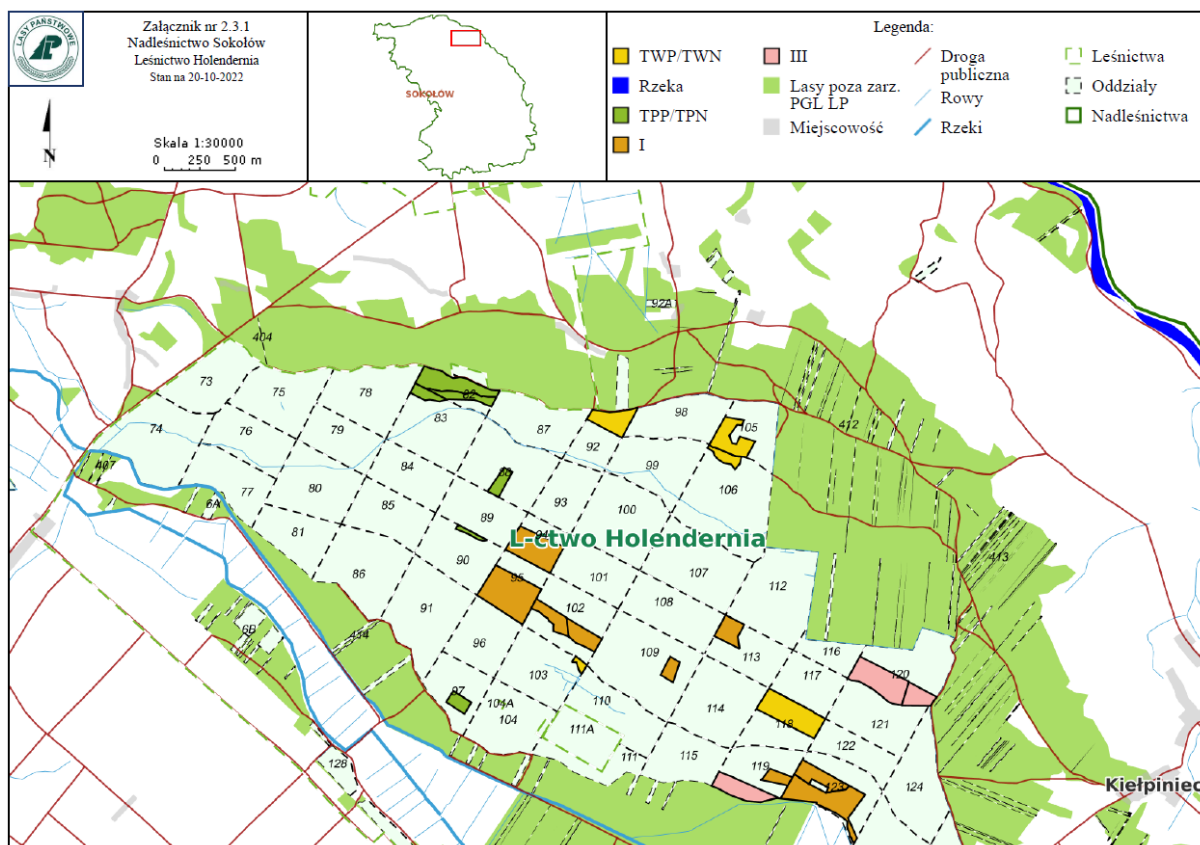 LASY PAŃSTWOWE
Załącznik nr 2.3.1
Nadleśnictwo Sokołów
Leśnictwo Holendernia
Stan na 20-10-2022
N
Skala 1:30000
0 250 500 m
SOKOŁÓW
Legenda:
TWP/TWN
Rzeka
TPP/TPN
I
III
Lasy poza zarz.
PGL LP
Miejscowość
Droga
publiczna
Rowy
Rzeki
Leśnictwa
Oddziały
Nadleśnictwa
92A
404
73
75
78
82
83
87
98
105
412
74
76
79
84
92
99
407
77
80
85
88
93
106
6A
81
89
100
94
L-ctwo Holendernia
413
86
90
95
101
107
112
91
102
108
6B
434
96
109
113
116
103
117
120
97
104A
104
110
114
118
121
111A
122
128
111
115
119
123
124
Kiełpiniec